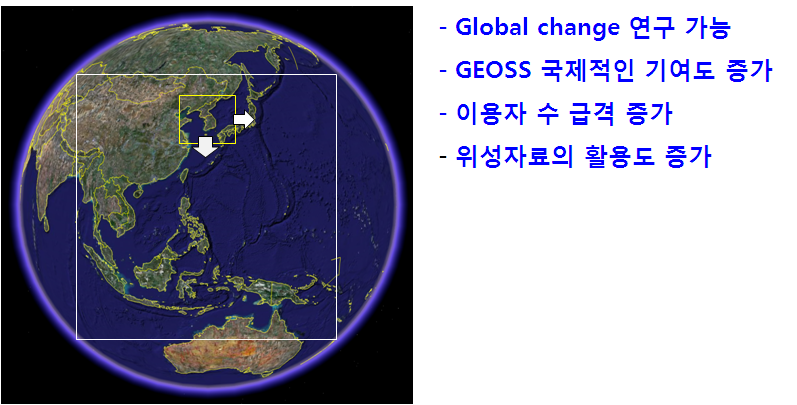 - Global change 연구 가능
- GEOSS 국제적인 기여도 증가
- 이용자 수 급격 증가
- 위성자료의 활용도 증가